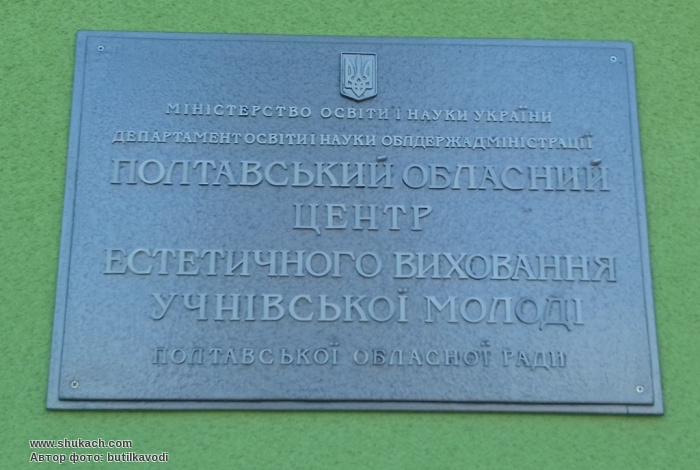 МІНІСТЕРСТВО ОСВІТИ І НАУКИ УКРАЇНИ
ДЕПАРТАМЕНТ ОСВІТИ І НАУКИ ОБЛДЕРЖАДМІНІСТРАЦІЇ
ПОЛТАВСЬКИЙ ОБЛАСНИЙ
ЦЕНТР
ЕСТЕТИЧНОГО ВИХОВАННЯ
УЧНІВСЬКОЇ МОЛОДІ
ПОЛТАВСЬКОЇ ОБЛАСНОЇ РАДИ
www.shukach.com
Автор фото: butilkavodi